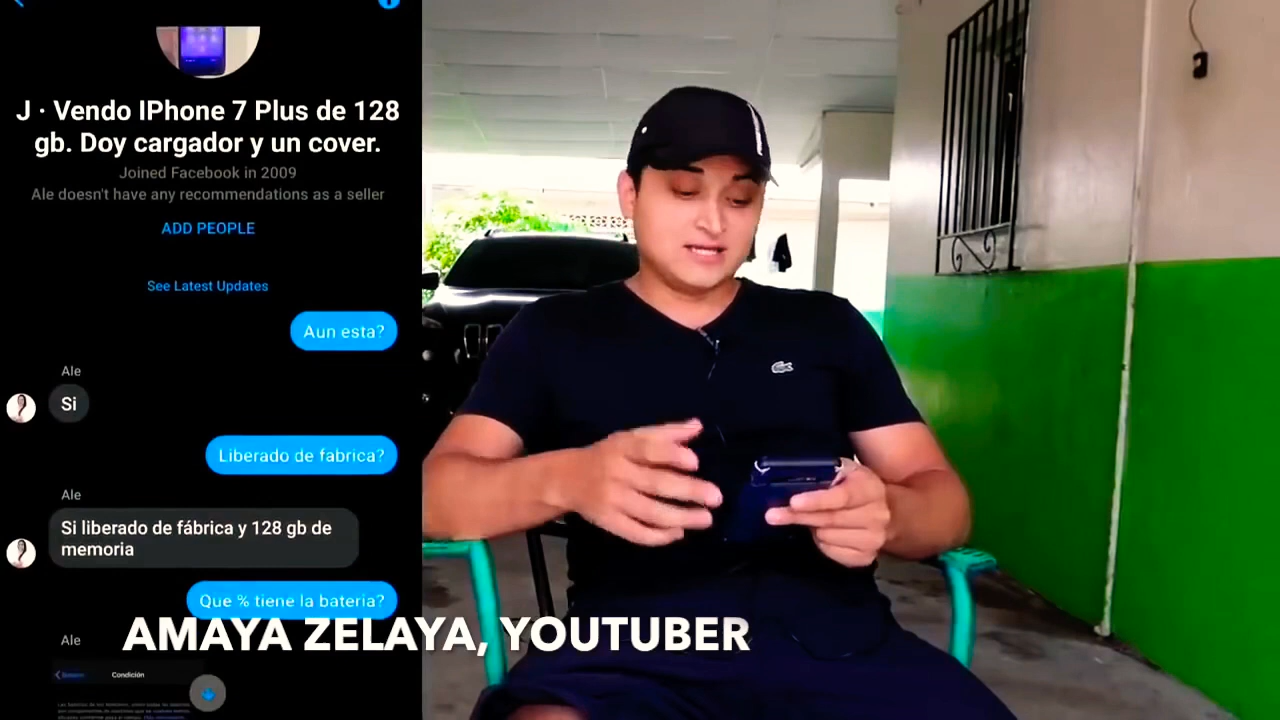 J · Vendo IPhone 7 Plus de 128
gb. Doy cargador y un cover.
Joined Facebook in 2009
Ale doesn't have any recommendations as a seller
ADD PEOPLE
See Latest Updates
Aun esta?
Ale
Si
Liberado de fabrica?
Ale
Si liberado de fábrica y 128 gb de
memoria
Que % tiene la bateria?
Ale
AMAYA ZELAYA, YOUTUBER
Condición